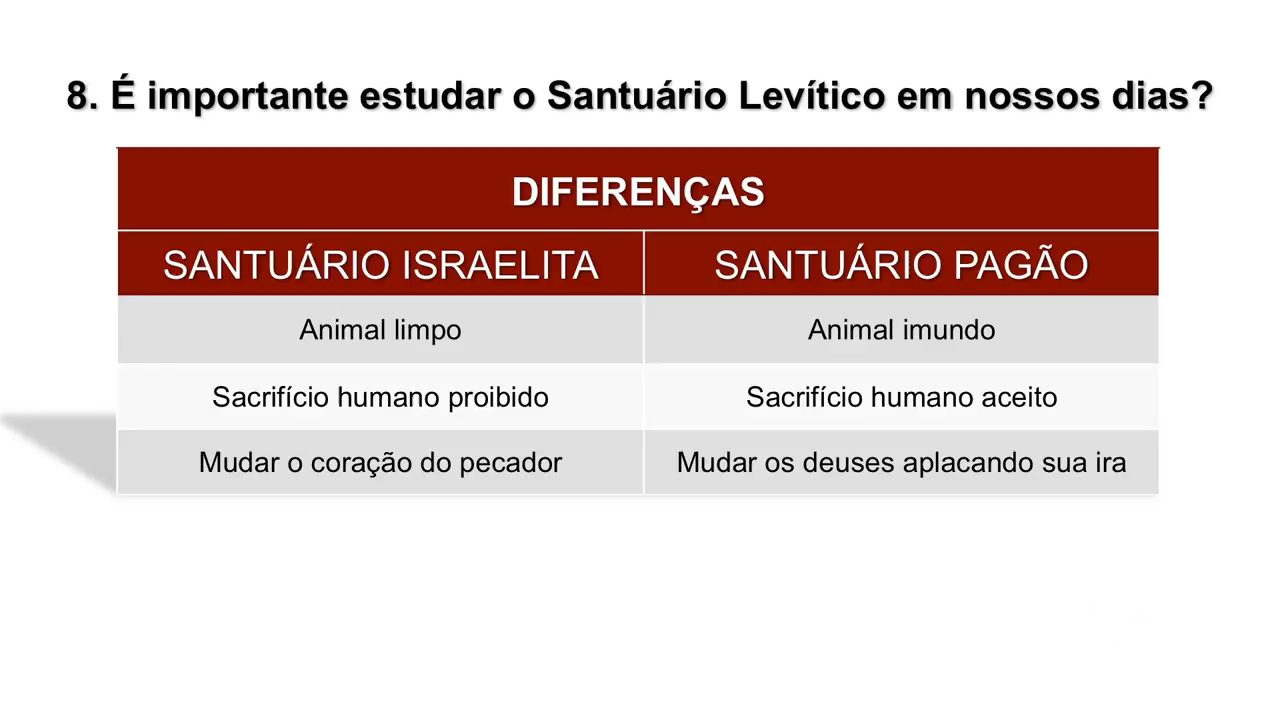 8. É importante estudar o Santuário Levítico em nossos dias?
DIFERENÇAS
SANTUÁRIO ISRAELITA SANTUÁRIO PAGÃO
Animal limpo Animal imundo
Sacrifício humano proibido Sacrifício humano aceito
Mudar o coração do pecador Mudar os deuses aplacando sua ira